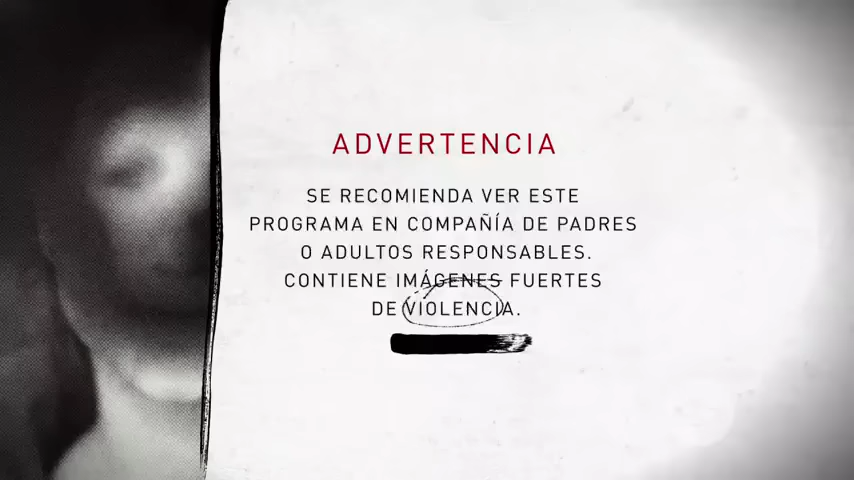 ADVERTENCIA
SE RECOMIENDA VER ESTE
PROGRAMA EN COMPAÑÍA DE PADRES
O ADULTOS RESPONSABLES.
CONTIENE IMÁGENES FUERTES
DE VIOLENCIA.